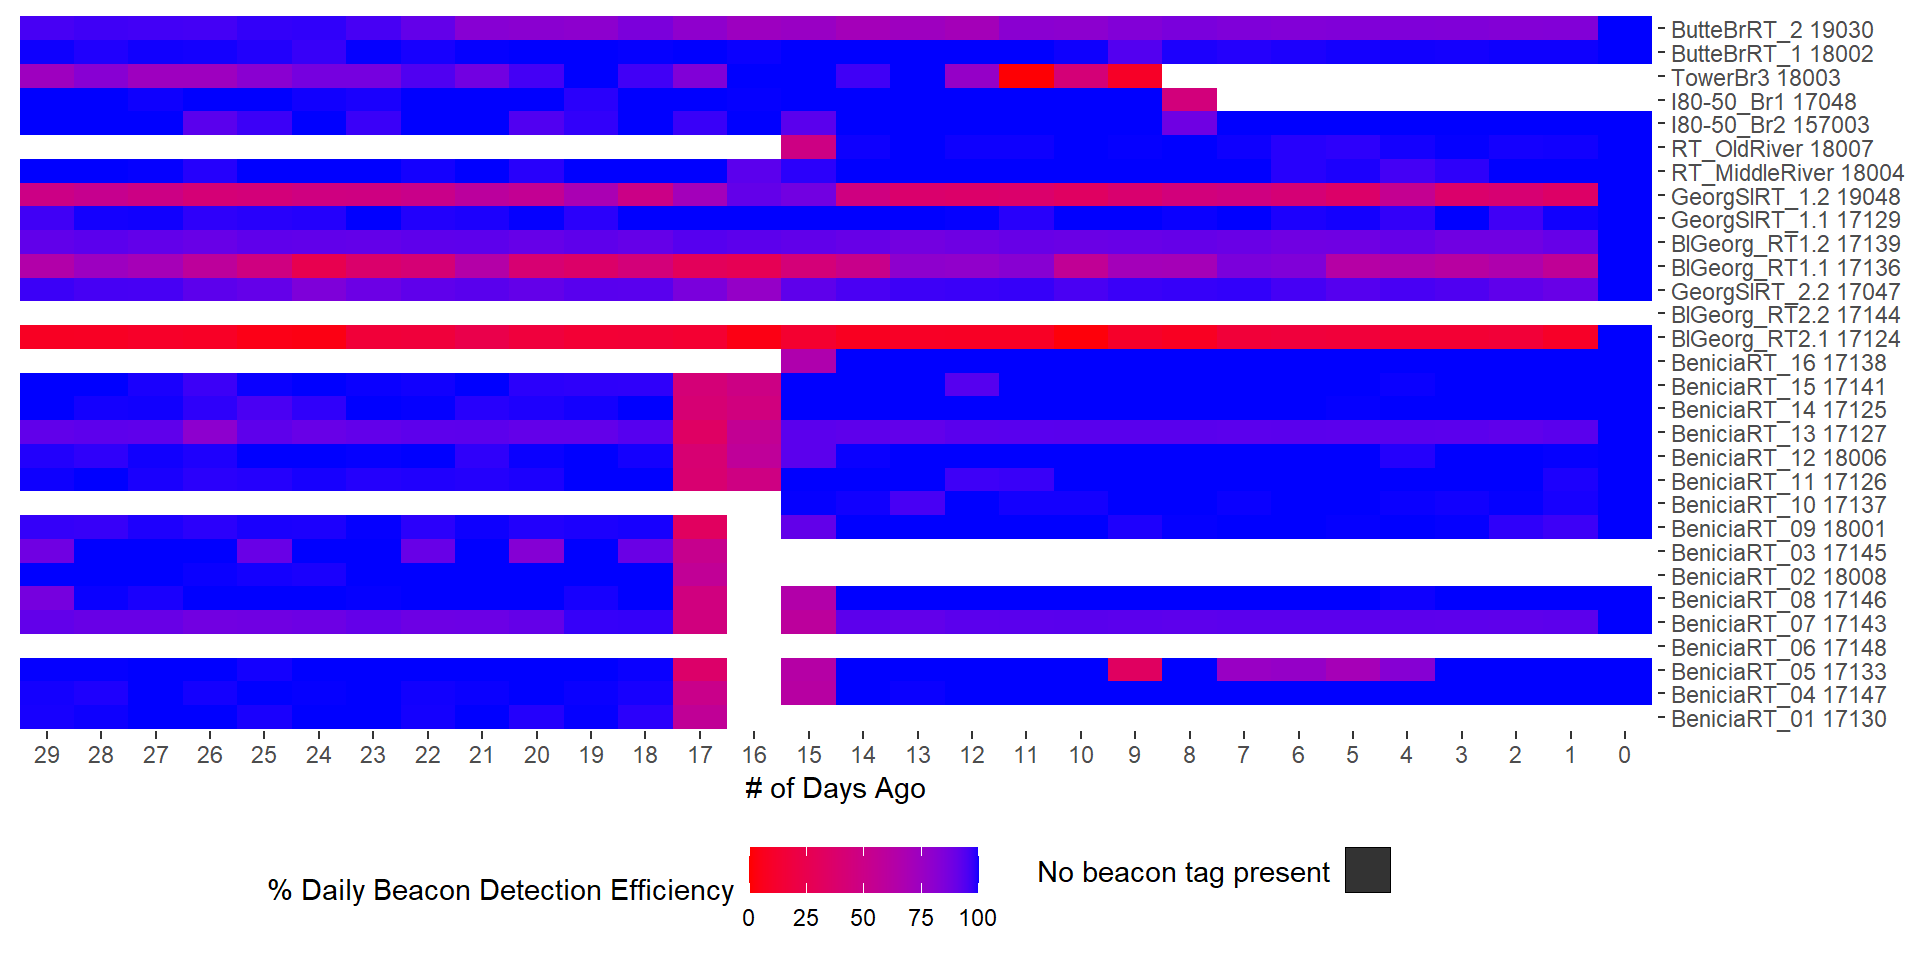 ButteBrRT_2 19030
ButteBrRT_1 18002
TowerBr3 18003
I80-50_Br1 17048
I80-50_Br2 157003
RT_OldRiver 18007
RT_MiddleRiver 18004
GeorgSlRT_1.2 19048
GeorgSlRT_1.1 17129
BlGeorg_RT1.2 17139
BlGeorg_RT1.1 17136
GeorgSlRT_2.2 17047
BlGeorg_RT2.2 17144
BlGeorg_RT2.1 17124
BeniciaRT_16 17138
BeniciaRT_15 17141
BeniciaRT_14 17125
BeniciaRT_13 17127
BeniciaRT_12 18006
BeniciaRT_11 17126
BeniciaRT_10 17137
BeniciaRT_09 18001
BeniciaRT_03 17145
BeniciaRT_02 18008
BeniciaRT_08 17146
BeniciaRT_07 17143
BeniciaRT_06 17148
BeniciaRT_05 17133
BeniciaRT_04 17147
BeniciaRT_01 17130
29 28 27 26 25 24 23 22 21 20 19 18 17 16 15 14 13 12 11 10 9 8 7 6 5 4 3 2 1 0
# of Days Ago
% Daily Beacon Detection Efficiency
0 25 50 75 100
No beacon tag present